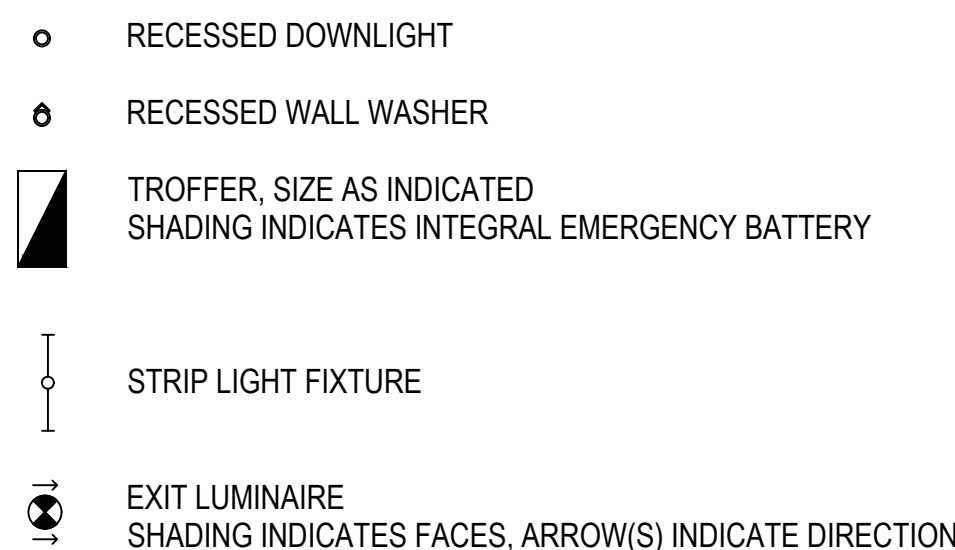 RECESSED DOWNLIGHT
RECESSED WALL WASHER
TROFFER, SIZE AS INDICATED
SHADING INDICATES INTEGRAL EMERGENCY BATTERY
STRIP LIGHT FIXTURE
EXIT LUMINAIRE
SHADING INDICATES FACES, ARROW(S) INDICATE DIRECTION